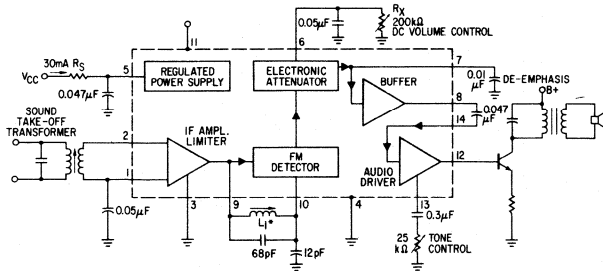 0.05µF
RX
200kΩ
DC VOLUME CONTROL
6
11
30mA RS
VCC
5
REGULATED
POWER SUPPLY
ELECTRONIC
ATTENUATOR
7
0.01
µF
DE-EMPHASIS
B+
0.047µF
BUFFER
8
0.047
µF
14
SOUND
TAKE-OFF
TRANSFORMER
2
IF AMPL.
LIMITER
FM
DETECTOR
AUDIO
DRIVER
12
1
0.05µF
3
9
10
4
13
L1*
68pF
12pF
0.3µF
25
kΩ
TONE
CONTROL